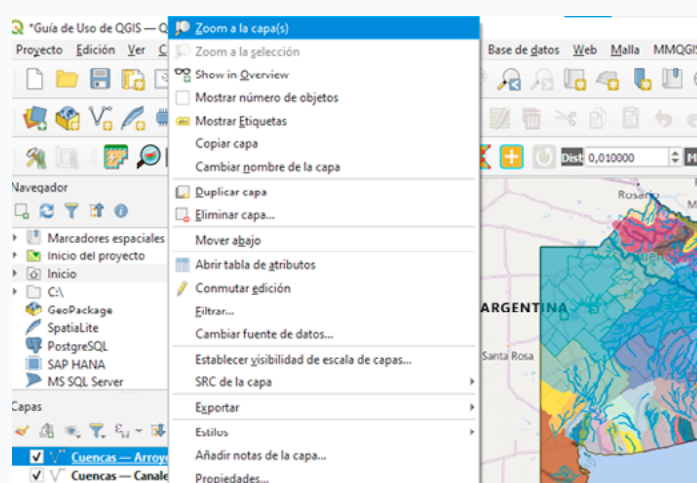 *Guía de Uso de QGIS — Q
Proyecto Edición Ver C
Base de datos Web Malla MMQGIS
Zoom a la capa(s)
Zoom a la selección
Show in Overview
Mostrar número de objetos
Mostrar Etiquetas
Copiar capa
Cambiar nombre de la capa
Duplicar capa
Eliminar capa...
Mover abajo
Abrir tabla de atributos
Conmutar edición
Filtrar...
Cambiar fuente de datos...
Establecer visibilidad de escala de capas...
SRC de la capa
Exportar
Estilos
Añadir notas de la capa...
Propiedades...
Navegador
Marcadores espaciales
Inicio del proyecto
Inicio
C:\
GeoPackage
SpatiaLite
PostgreSQL
SAP HANA
MS SQL Server
Capas
Cuencas — Arroyo
Cuencas — Canale
Dist 0,010000
Rosario
ARGENTINA
Santa Rosa